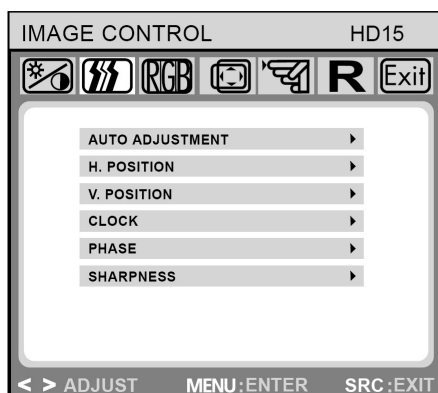 IMAGE CONTROL HD15
RGB R Exit
AUTO ADJUSTMENT
H. POSITION
V. POSITION
CLOCK
PHASE
SHARPNESS
< > ADJUST MENU:ENTER SRC:EXIT